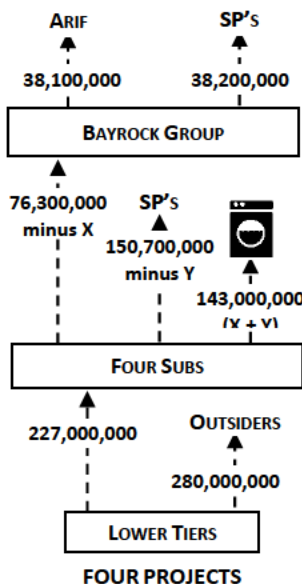 ARIF SP'S
38,100,000 38,200,000
BAYROCK GROUP
76,300,000
minus X
SP'S
150,700,000
minus Y
143,000,000
(X + Y)
FOUR SUBS
227,000,000
OUTSIDERS
280,000,000
LOWER TIERS
FOUR PROJECTS